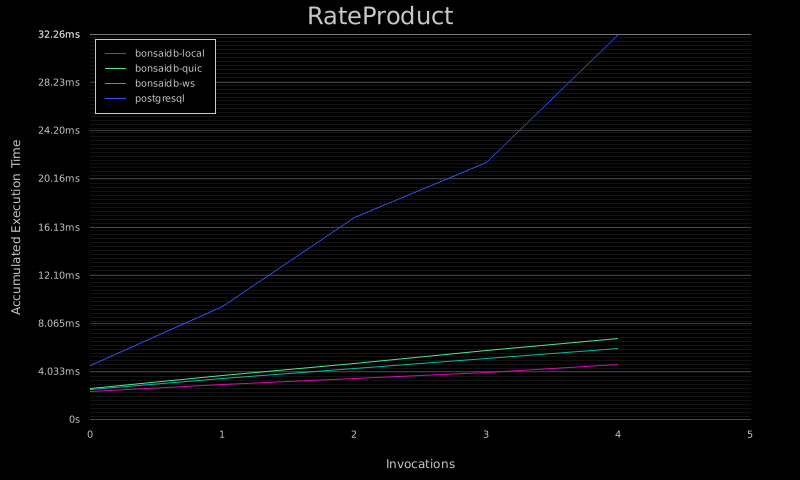 RateProduct
32.26ms
28.23ms
24.20ms
20.16ms
16.13ms
12.10ms
8.065ms
4.033ms
0s
bonsaidb-local
bonsaidb-quic
bonsaidb-ws
postgresql
Accumulated Execution Time
0 1 2 3 4 5
Invocations